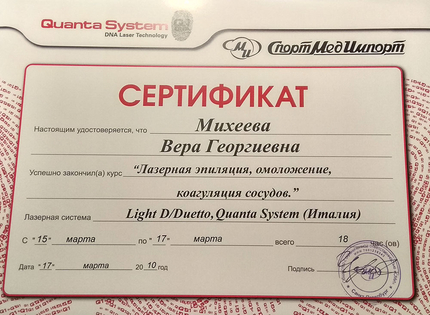 Quanta System
DNA Laser Technology
МИ СпортМедИмпорт
СЕРТИФИКАТ
Настоящим удостоверяется, что Михеева
Вера Георгиевна
Успешно закончил(а) курс "Лазерная эпиляция, омоложение,
коагуляция сосудов."
Лазерная система Light D/Duetto, Quanta System (Италия)
С "15" марта по "17" марта всего 18 час (ов)
Дата "17" марта 2010 год Подпись